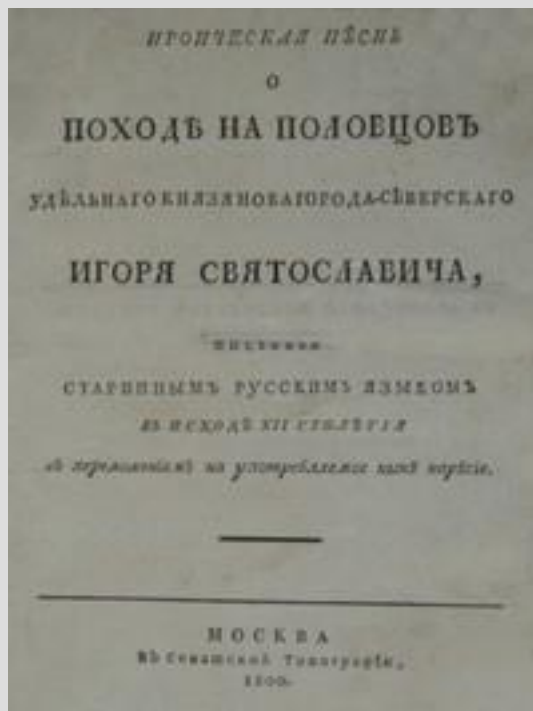 ИРОИЧЕСКАЯ ПѢСНЬ
О
ПОХОДѢ НА ПОЛОВЦОВЪ
УДѢЛЬНАГО КНЯЗЯ НОВАГОРОДА-СѢВЕРСКАГО
ИГОРЯ СВЯТОСЛАВИЧА,
писанная
СТАРИННЫМЪ РУССКИМЪ ЯЗЫКОМЪ
ВЪ ИСХОДѢ XII СТОЛѢТІЯ
съ переложеніемъ на употребляемое нынѣ нарѣчіе.
МОСКВА
Въ Сенатской Типографіи,
1800.